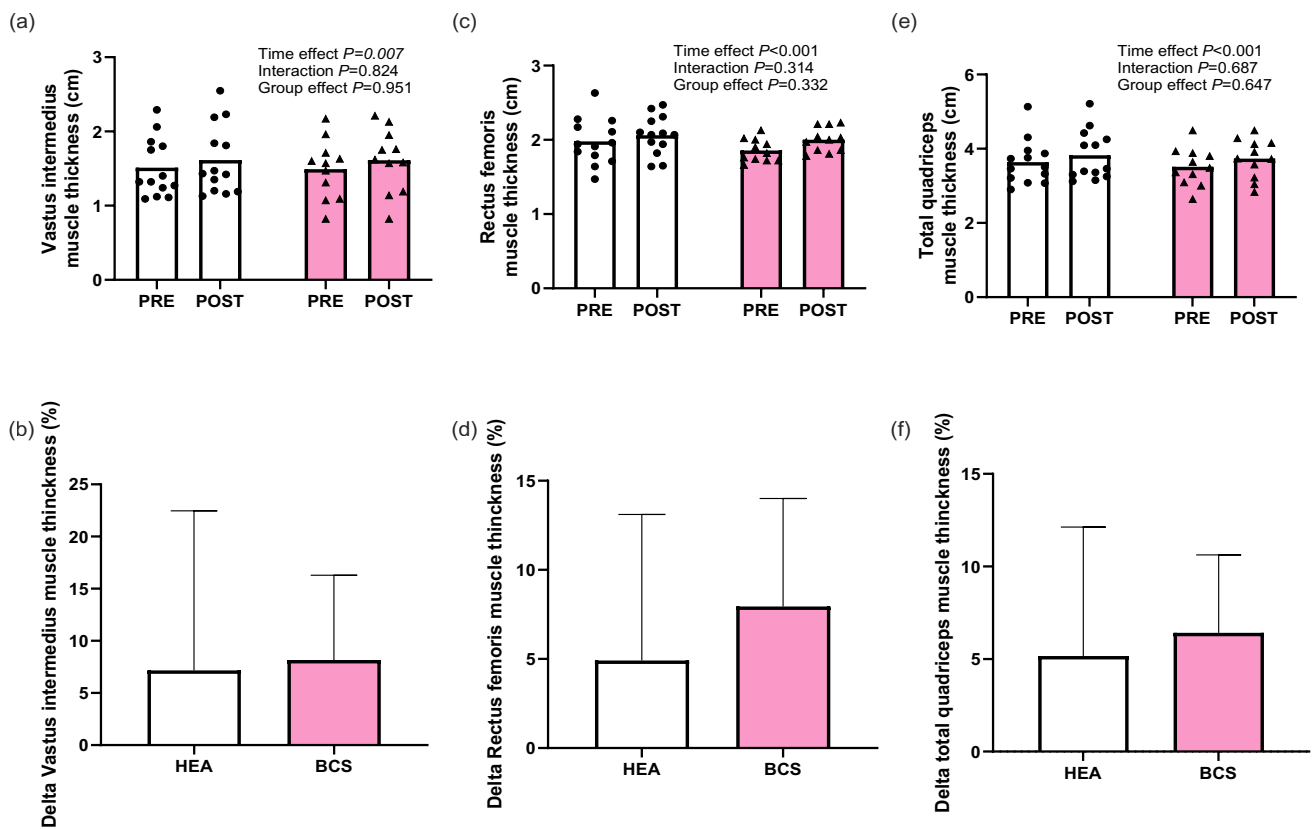 (a)
Vastus intermedius
muscle thickness (cm)
3
2
1
0
Time effect P=0.007
Interaction P=0.824
Group effect P=0.951
PRE
POST
PRE
POST
(c)
Rectus femoris
muscle thickness (cm)
3
2
1
0
Time effect P<0.001
Interaction P=0.314
Group effect P=0.332
PRE
POST
PRE
POST
(e)
Total quadriceps
muscle thickness (cm)
6
4
2
0
Time effect P<0.001
Interaction P=0.687
Group effect P=0.647
PRE
POST
PRE
POST
(b)
Delta Vastus intermedius muscle thinckness (%)
25
20
15
10
5
0
HEA
BCS
(d)
Delta Rectus femoris muscle thinckness (%)
15
10
5
0
HEA
BCS
(f)
Delta total quadriceps muscle thinckness (%)
15
10
5
0
HEA
BCS